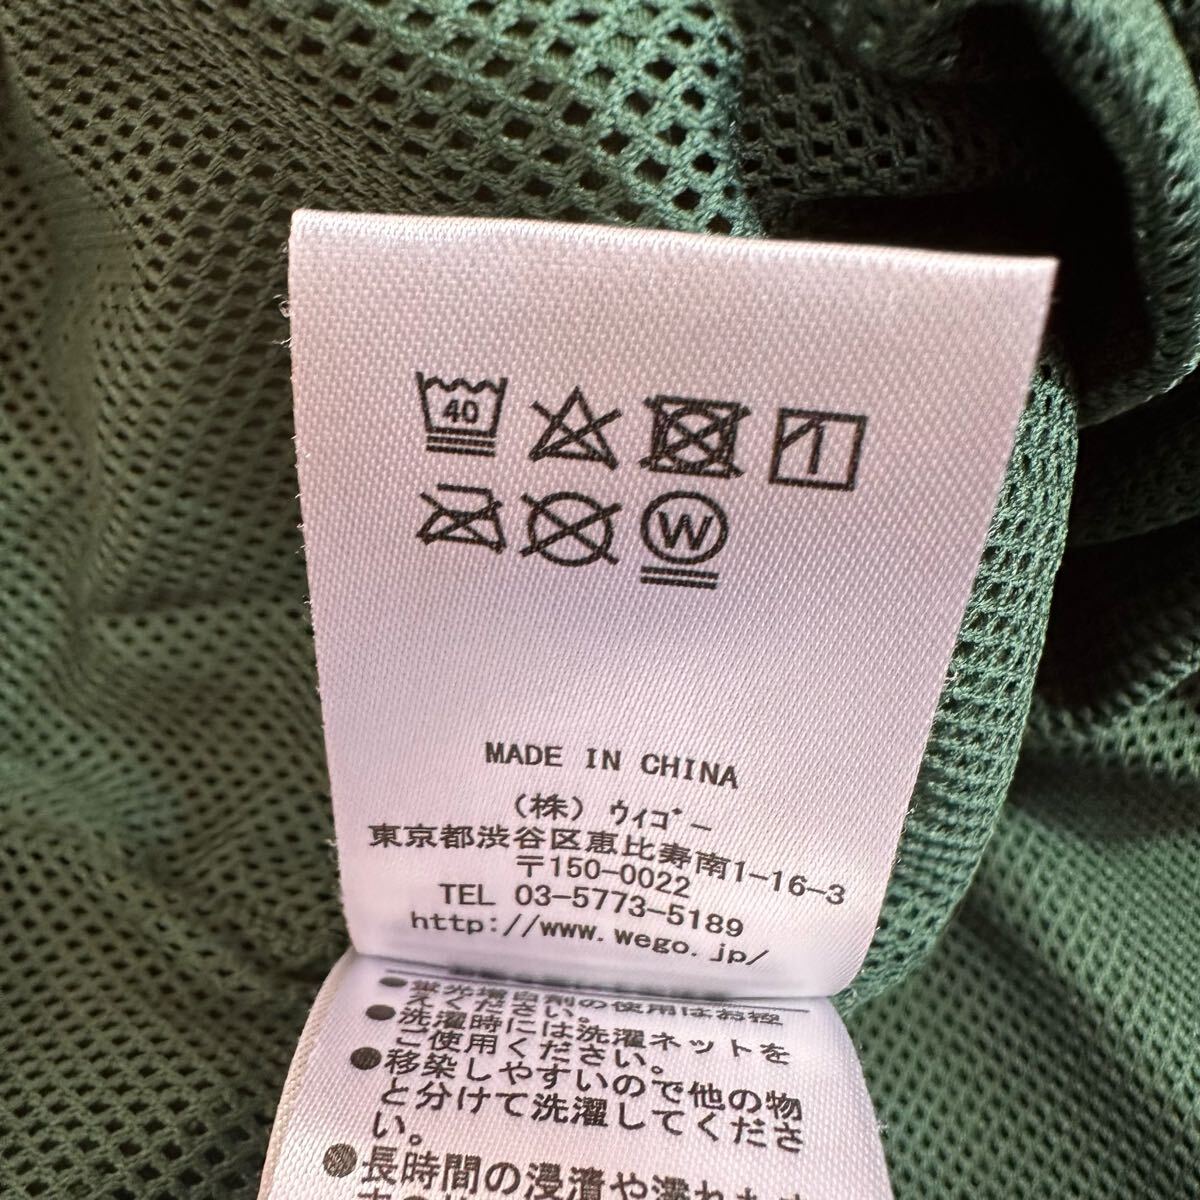 40
W
MADE IN CHINA
(株) ウイゴー
東京都渋谷区恵比寿南1-16-3
〒150-0022
TEL 03-5773-5189
http://www.wego.jp/
●蛍光増白剤の使用はお控
えください。
●洗濯時には洗濯ネットを
ご使用ください。
●移染しやすいので他の物
と分けて洗濯してくださ
い。
●長時間の浸漬や濡れたま